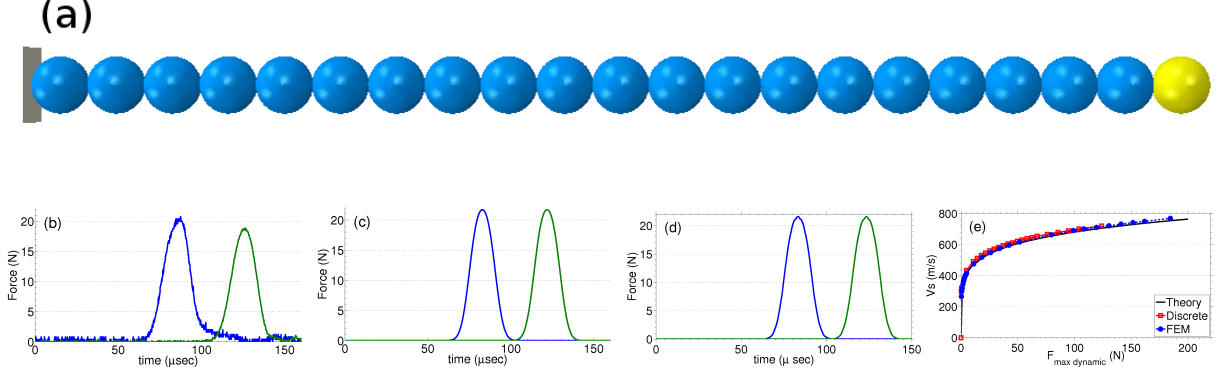 (a)
(b)
Force (N)
20
15
10
5
0
0 50 100 150
time (μsec)
(c)
Force (N)
20
15
10
5
0
0 50 100 150
time (μsec)
(d)
Force (N)
20
15
10
5
0
0 50 100 150
time (μ sec)
(e)
Vs (m/s)
800
600
400
200
0
0 50 100 150 200
F max dynamic (N)
Theory
Discrete
FEM